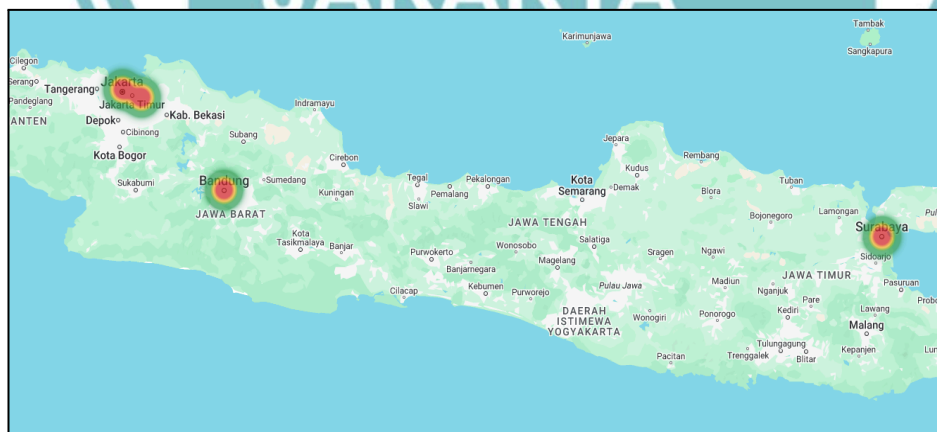 JAKARTA
Tambak
Karimunjawa
Sangkapura
Cilegon
Serang
Jakarta
Tangerang
Jakarta Timur
Pandeglang
Indramayu
Kab. Bekasi
Depok
ANTEN
Cibinong
Subang
Jepara
Kota Bogor
Cirebon
Kudus
Rembang
Sukabumi
Bandung
Sumedang
Tegal
Pekalongan
Kota
Semarang
Demak
Tuban
Kuningan
Pemalang
Blora
Slawi
JAWA BARAT
Lamongan
Bojonegoro
JAWA TENGAH
Surabaya
Kota
Tasikmalaya
Banjar
Wonosobo
Salatiga
Purwokerto
Sragen
Ngawi
Sidoarjo
Magelang
Banjarnegara
JAWA TIMUR
Madiun
Pasuruan
Cilacap
Kebumen
Purworejo
Pulau Jawa
Nganjuk
Pare
Probo
DAERAH
ISTIMEWA
YOGYAKARTA
Wonogiri
Ponorogo
Kediri
Lawang
Malang
Tulungagung
Pacitan
Trenggalek
Blitar
Kepanjen
Lun